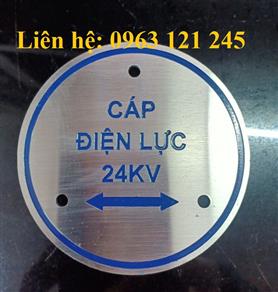 Liên hệ: 0963 121 245
CÁP
ĐIỆN LỰC
24KV